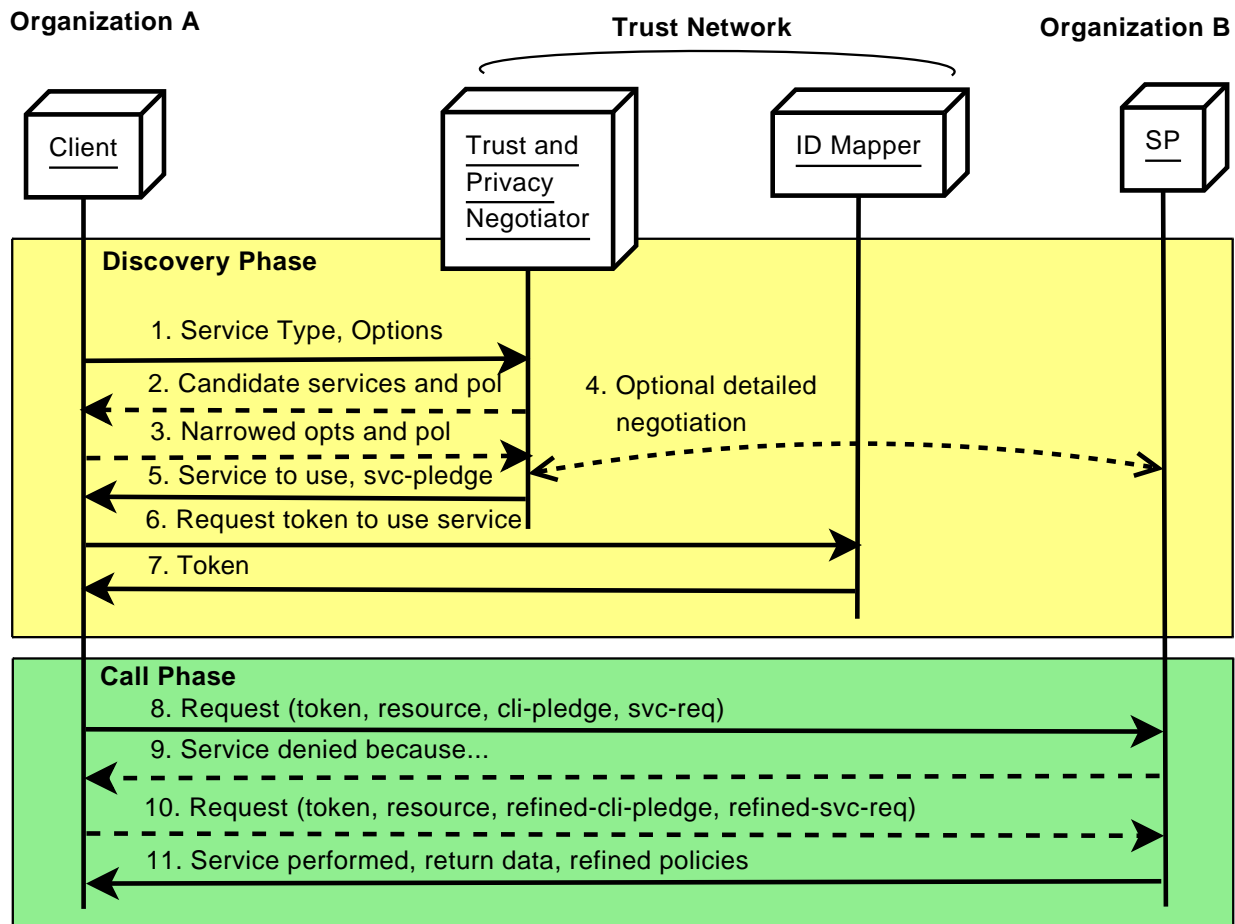 Organization A
Trust Network
Organization B
Client
Trust and
Privacy
Negotiator
ID Mapper
SP
Discovery Phase
1. Service Type, Options
2. Candidate services and pol
3. Narrowed opts and pol
4. Optional detailed
negotiation
5. Service to use, svc-pledge
6. Request token to use service
7. Token
Call Phase
8. Request (token, resource, cli-pledge, svc-req)
9. Service denied because...
10. Request (token, resource, refined-cli-pledge, refined-svc-req)
11. Service performed, return data, refined policies